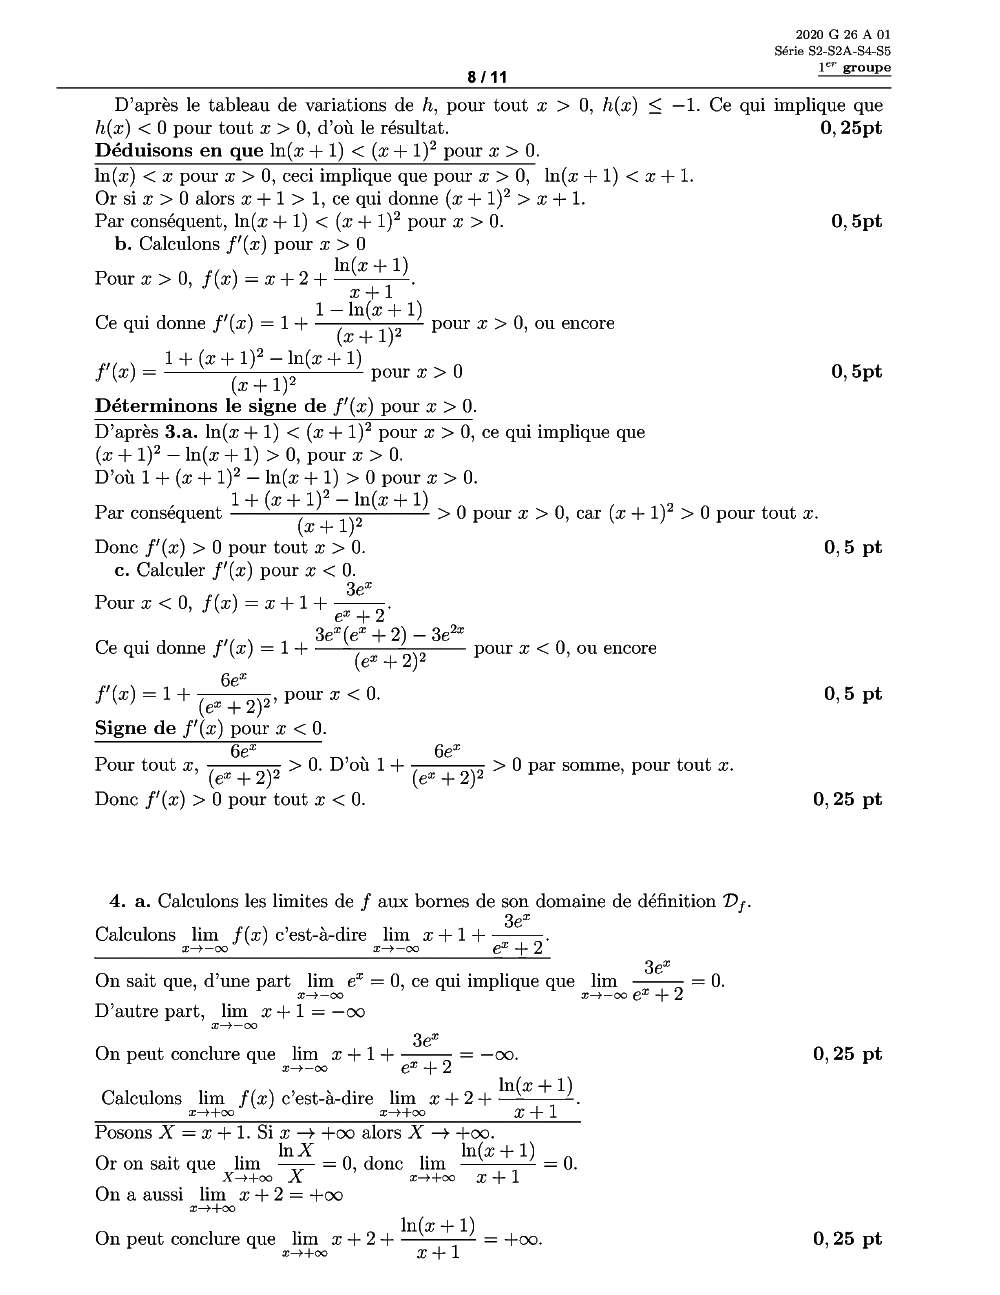 2020 G 26 A 01
Série S2-S2A-S4-S5
1er groupe
8 / 11
D'après le tableau de variations de h, pour tout x > 0, h(x) ≤ −1. Ce qui implique que
h(x) < 0 pour tout x > 0, d'où le résultat. 0, 25pt
Déduisons en que ln(x + 1) < (x + 1)² pour x > 0.
ln(x) < x pour x > 0, ceci implique que pour x > 0, ln(x + 1) < x + 1.
Or si x > 0 alors x + 1 > 1, ce qui donne (x + 1)² > x + 1.
Par conséquent, ln(x + 1) < (x + 1)² pour x > 0. 0, 5pt
b. Calculons f′(x) pour x > 0
Pour x > 0, f(x) = x + 2 + ln(x + 1)/(x + 1).
Ce qui donne f′(x) = 1 + (1 − ln(x + 1))/(x + 1)² pour x > 0, ou encore
f′(x) = (1 + (x + 1)² − ln(x + 1))/(x + 1)² pour x > 0 0, 5pt
Déterminons le signe de f′(x) pour x > 0.
D'après 3.a. ln(x + 1) < (x + 1)² pour x > 0, ce qui implique que
(x + 1)² − ln(x + 1) > 0, pour x > 0.
D'où 1 + (x + 1)² − ln(x + 1) > 0 pour x > 0.
Par conséquent (1 + (x + 1)² − ln(x + 1))/(x + 1)² > 0 pour x > 0, car (x + 1)² > 0 pour tout x.
Donc f′(x) > 0 pour tout x > 0. 0, 5 pt
c. Calculer f′(x) pour x < 0.
Pour x < 0, f(x) = x + 1 + 3eˣ/(eˣ + 2).
Ce qui donne f′(x) = 1 + (3eˣ(eˣ + 2) − 3e²ˣ)/(eˣ + 2)² pour x < 0, ou encore
f′(x) = 1 + 6eˣ/(eˣ + 2)², pour x < 0. 0, 5 pt
Signe de f′(x) pour x < 0.
Pour tout x, 6eˣ/(eˣ + 2)² > 0. D'où 1 + 6eˣ/(eˣ + 2)² > 0 par somme, pour tout x.
Donc f′(x) > 0 pour tout x < 0. 0, 25 pt
4. a. Calculons les limites de f aux bornes de son domaine de définition 𝒟f.
Calculons lim x→−∞ f(x) c'est-à-dire lim x→−∞ x + 1 + 3eˣ/(eˣ + 2).
On sait que, d'une part lim x→−∞ eˣ = 0, ce qui implique que lim x→−∞ 3eˣ/(eˣ + 2) = 0.
D'autre part, lim x→−∞ x + 1 = −∞
On peut conclure que lim x→−∞ x + 1 + 3eˣ/(eˣ + 2) = −∞. 0, 25 pt
Calculons lim x→+∞ f(x) c'est-à-dire lim x→+∞ x + 2 + ln(x + 1)/(x + 1).
Posons X = x + 1. Si x → +∞ alors X → +∞.
Or on sait que lim X→+∞ ln X/X = 0, donc lim x→+∞ ln(x + 1)/(x + 1) = 0.
On a aussi lim x→+∞ x + 2 = +∞
On peut conclure que lim x→+∞ x + 2 + ln(x + 1)/(x + 1) = +∞. 0, 25 pt